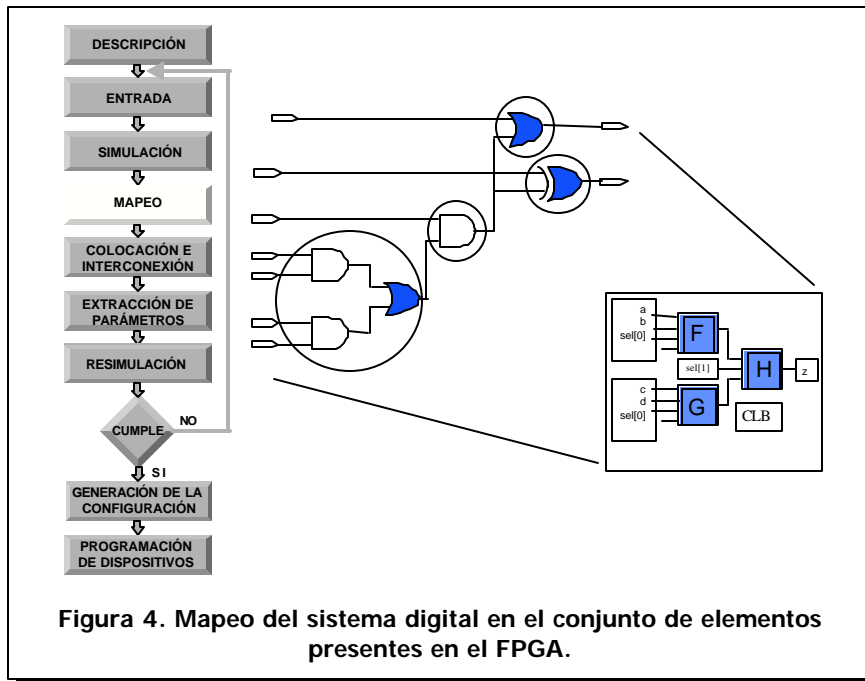 DESCRIPCIÓN
ENTRADA
SIMULACIÓN
MAPEO
COLOCACIÓN E
INTERCONEXIÓN
EXTRACCIÓN DE
PARÁMETROS
RESIMULACIÓN
CUMPLE
NO
SI
GENERACIÓN DE LA
CONFIGURACIÓN
PROGRAMACIÓN
DE DISPOSITIVOS
a
b
sel[0]
F
sel[1]
H
z
c
d
sel[0]
G
CLB
Figura 4. Mapeo del sistema digital en el conjunto de elementos
presentes en el FPGA.